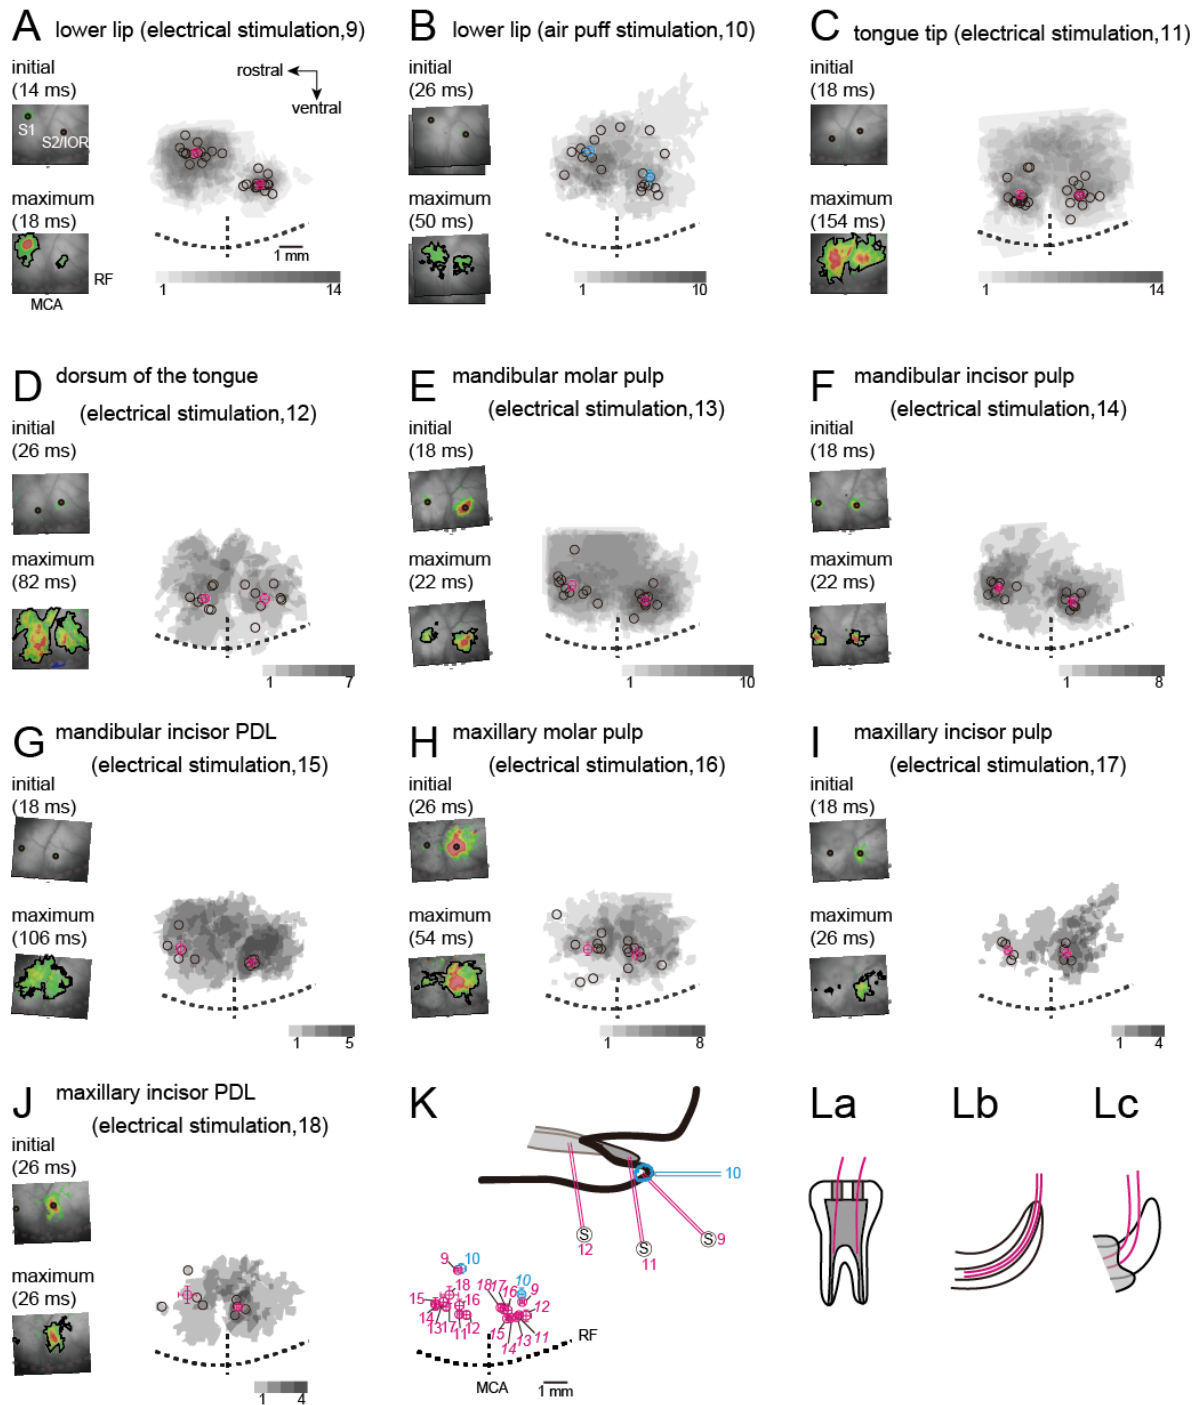 A lower lip (electrical stimulation,9)
initial
(14 ms)
rostral
ventral
S1
S2/IOR
maximum
(18 ms)
RF
MCA
1 mm
1 14
B lower lip (air puff stimulation,10)
initial
(26 ms)
maximum
(50 ms)
1 10
C tongue tip (electrical stimulation,11)
initial
(18 ms)
maximum
(154 ms)
1 14
D dorsum of the tongue
(electrical stimulation,12)
initial
(26 ms)
maximum
(82 ms)
1 7
E mandibular molar pulp
(electrical stimulation,13)
initial
(18 ms)
maximum
(22 ms)
1 10
F mandibular incisor pulp
(electrical stimulation,14)
initial
(18 ms)
maximum
(22 ms)
1 8
G mandibular incisor PDL
(electrical stimulation,15)
initial
(18 ms)
maximum
(106 ms)
1 5
H maxillary molar pulp
(electrical stimulation,16)
initial
(26 ms)
maximum
(54 ms)
1 8
I maxillary incisor pulp
(electrical stimulation,17)
initial
(18 ms)
maximum
(26 ms)
1 4
J maxillary incisor PDL
(electrical stimulation,18)
initial
(26 ms)
maximum
(26 ms)
1 4
K
10
S 9
S
12
S
11
9 10
18
15 16
14
13 17 11 12
10
18 17 16 9
12
15 13 11
14
RF
MCA
1 mm
La
Lb
Lc